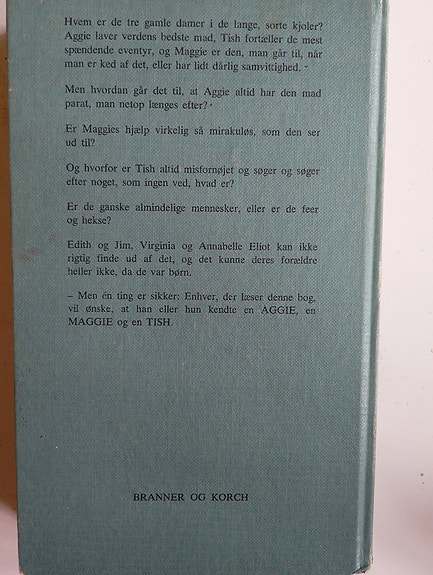 Hvem er de tre gamle damer i de lange, sorte kjoler?
Aggie laver verdens bedste mad, Tish fortæller de mest
spændende eventyr, og Maggie er den, man går til, når
man er ked af det, eller har lidt dårlig samvittighed.
Men hvordan går det til, at Aggie altid har den mad
parat, man netop længes efter?
Er Maggies hjælp virkelig så mirakuløs, som den ser
ud til?
Og hvorfor er Tish altid misfornøjet og søger og søger
efter noget, som ingen ved, hvad er?
Er de ganske almindelige mennesker, eller er de feer
og hekse?
Edith og Jim, Virginia og Annabelle Eliot kan ikke
rigtig finde ud af det, og det kunne deres forældre
heller ikke, da de var børn.
– Men én ting er sikker: Enhver, der læser denne bog,
vil ønske, at han eller hun kendte en AGGIE, en
MAGGIE og en TISH.
BRANNER OG KORCH